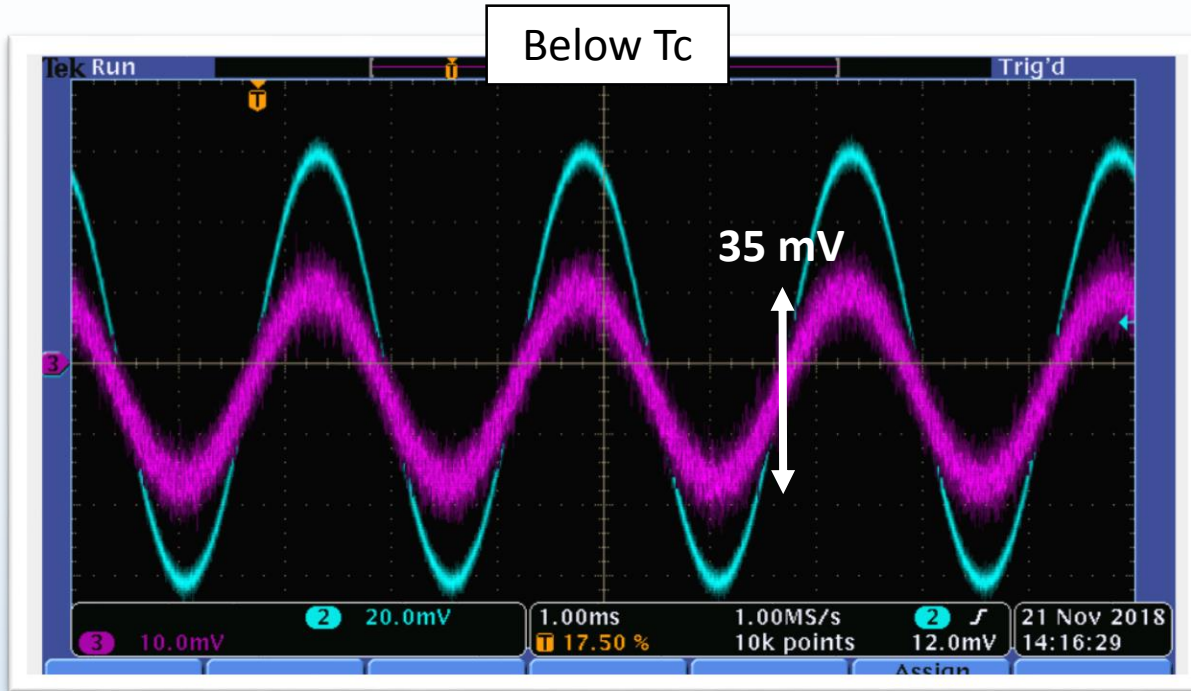 Below Tc
Tek Run
Trig'd
T
T
35 mV
3
2 20.0mV
3 10.0mV
1.00ms
T 17.50 %
1.00MS/s
10k points
2
12.0mV
21 Nov 2018
14:16:29
Assign